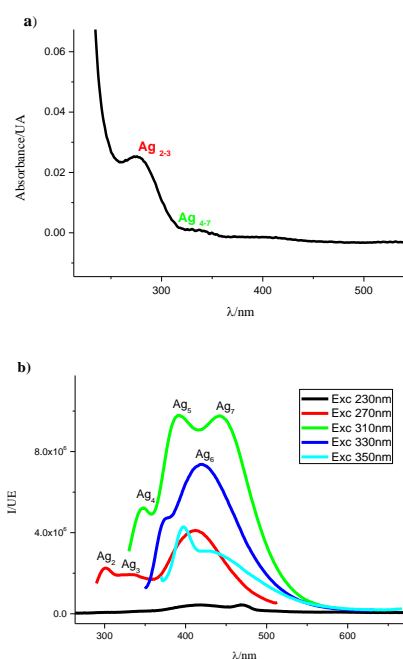 a)
0.06
0.04
0.02
0.00
Absorbance/UA
Ag 2-3
Ag 4-7
300 400 500
λ/nm
b)
8.0x10⁶
4.0x10⁶
0.0
I/UE
Ag₂
Ag₃
Ag₄
Ag₅
Ag₇
Ag₆
Exc 230nm
Exc 270nm
Exc 310nm
Exc 330nm
Exc 350nm
300 400 500 600
λ/nm